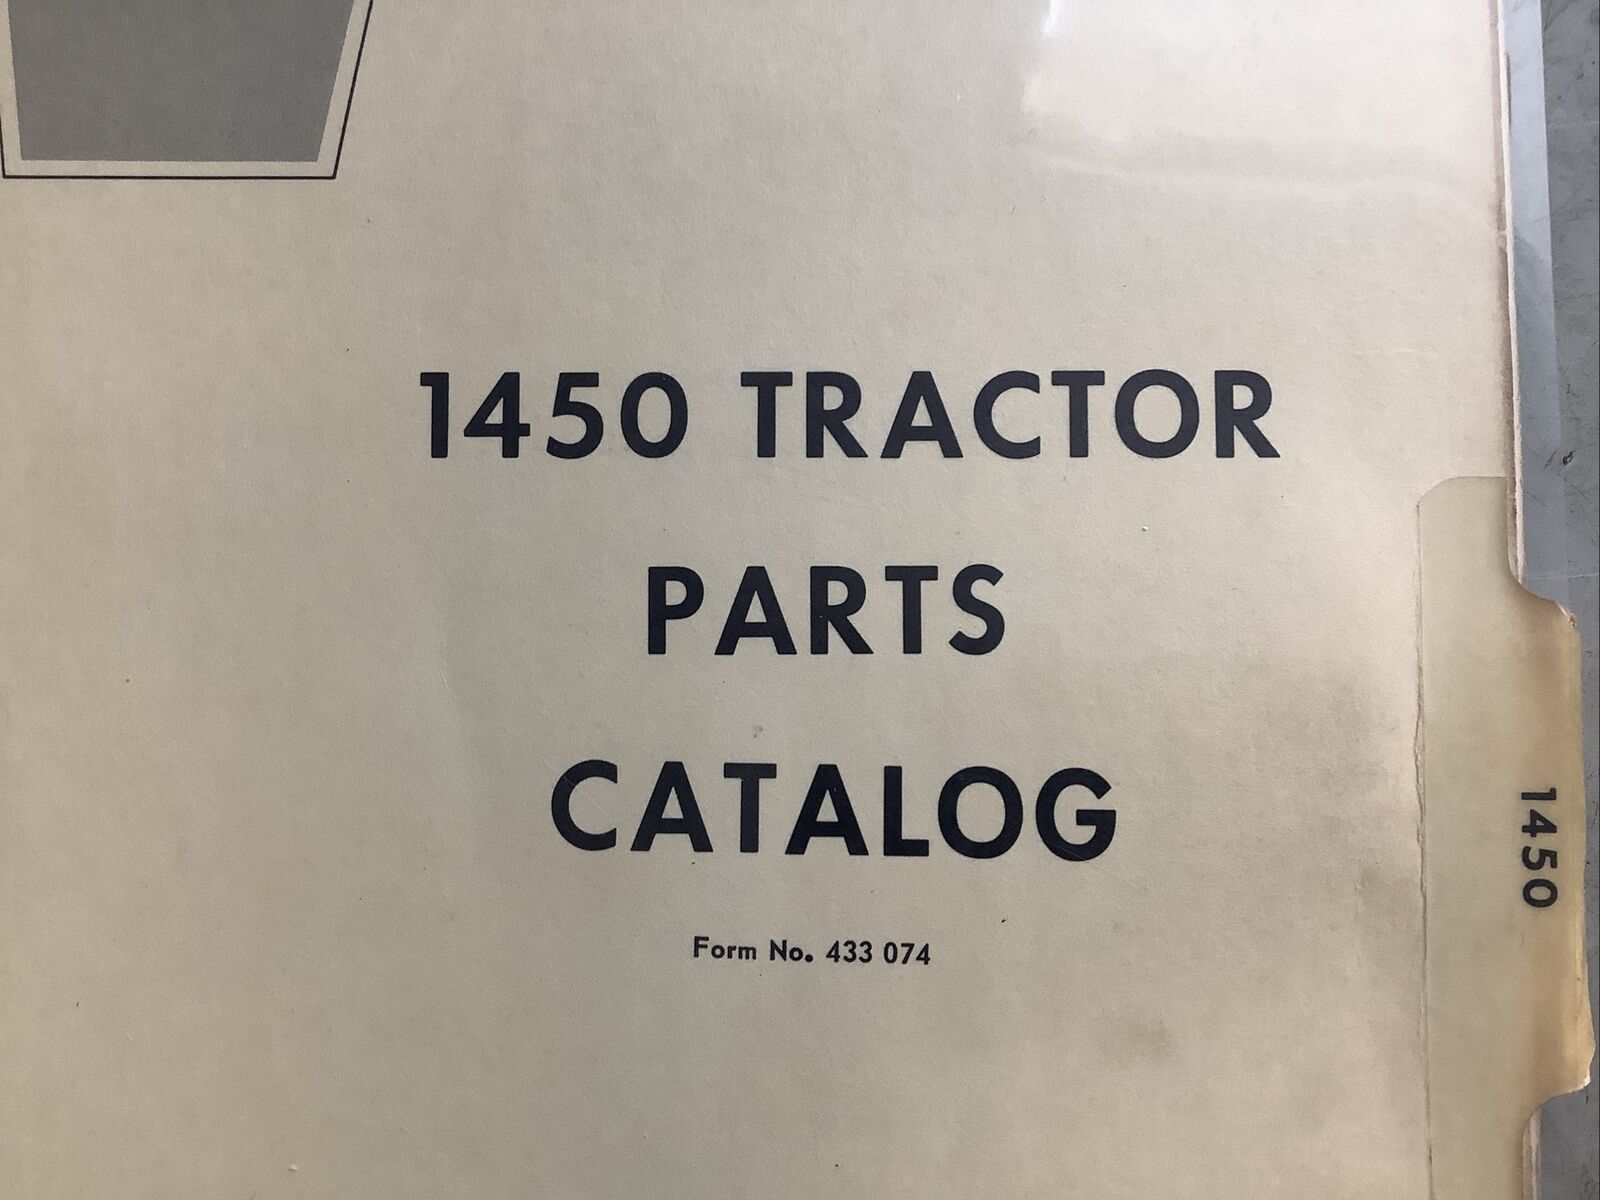 1450 TRACTOR
PARTS
CATALOG
Form No. 433 074
1450